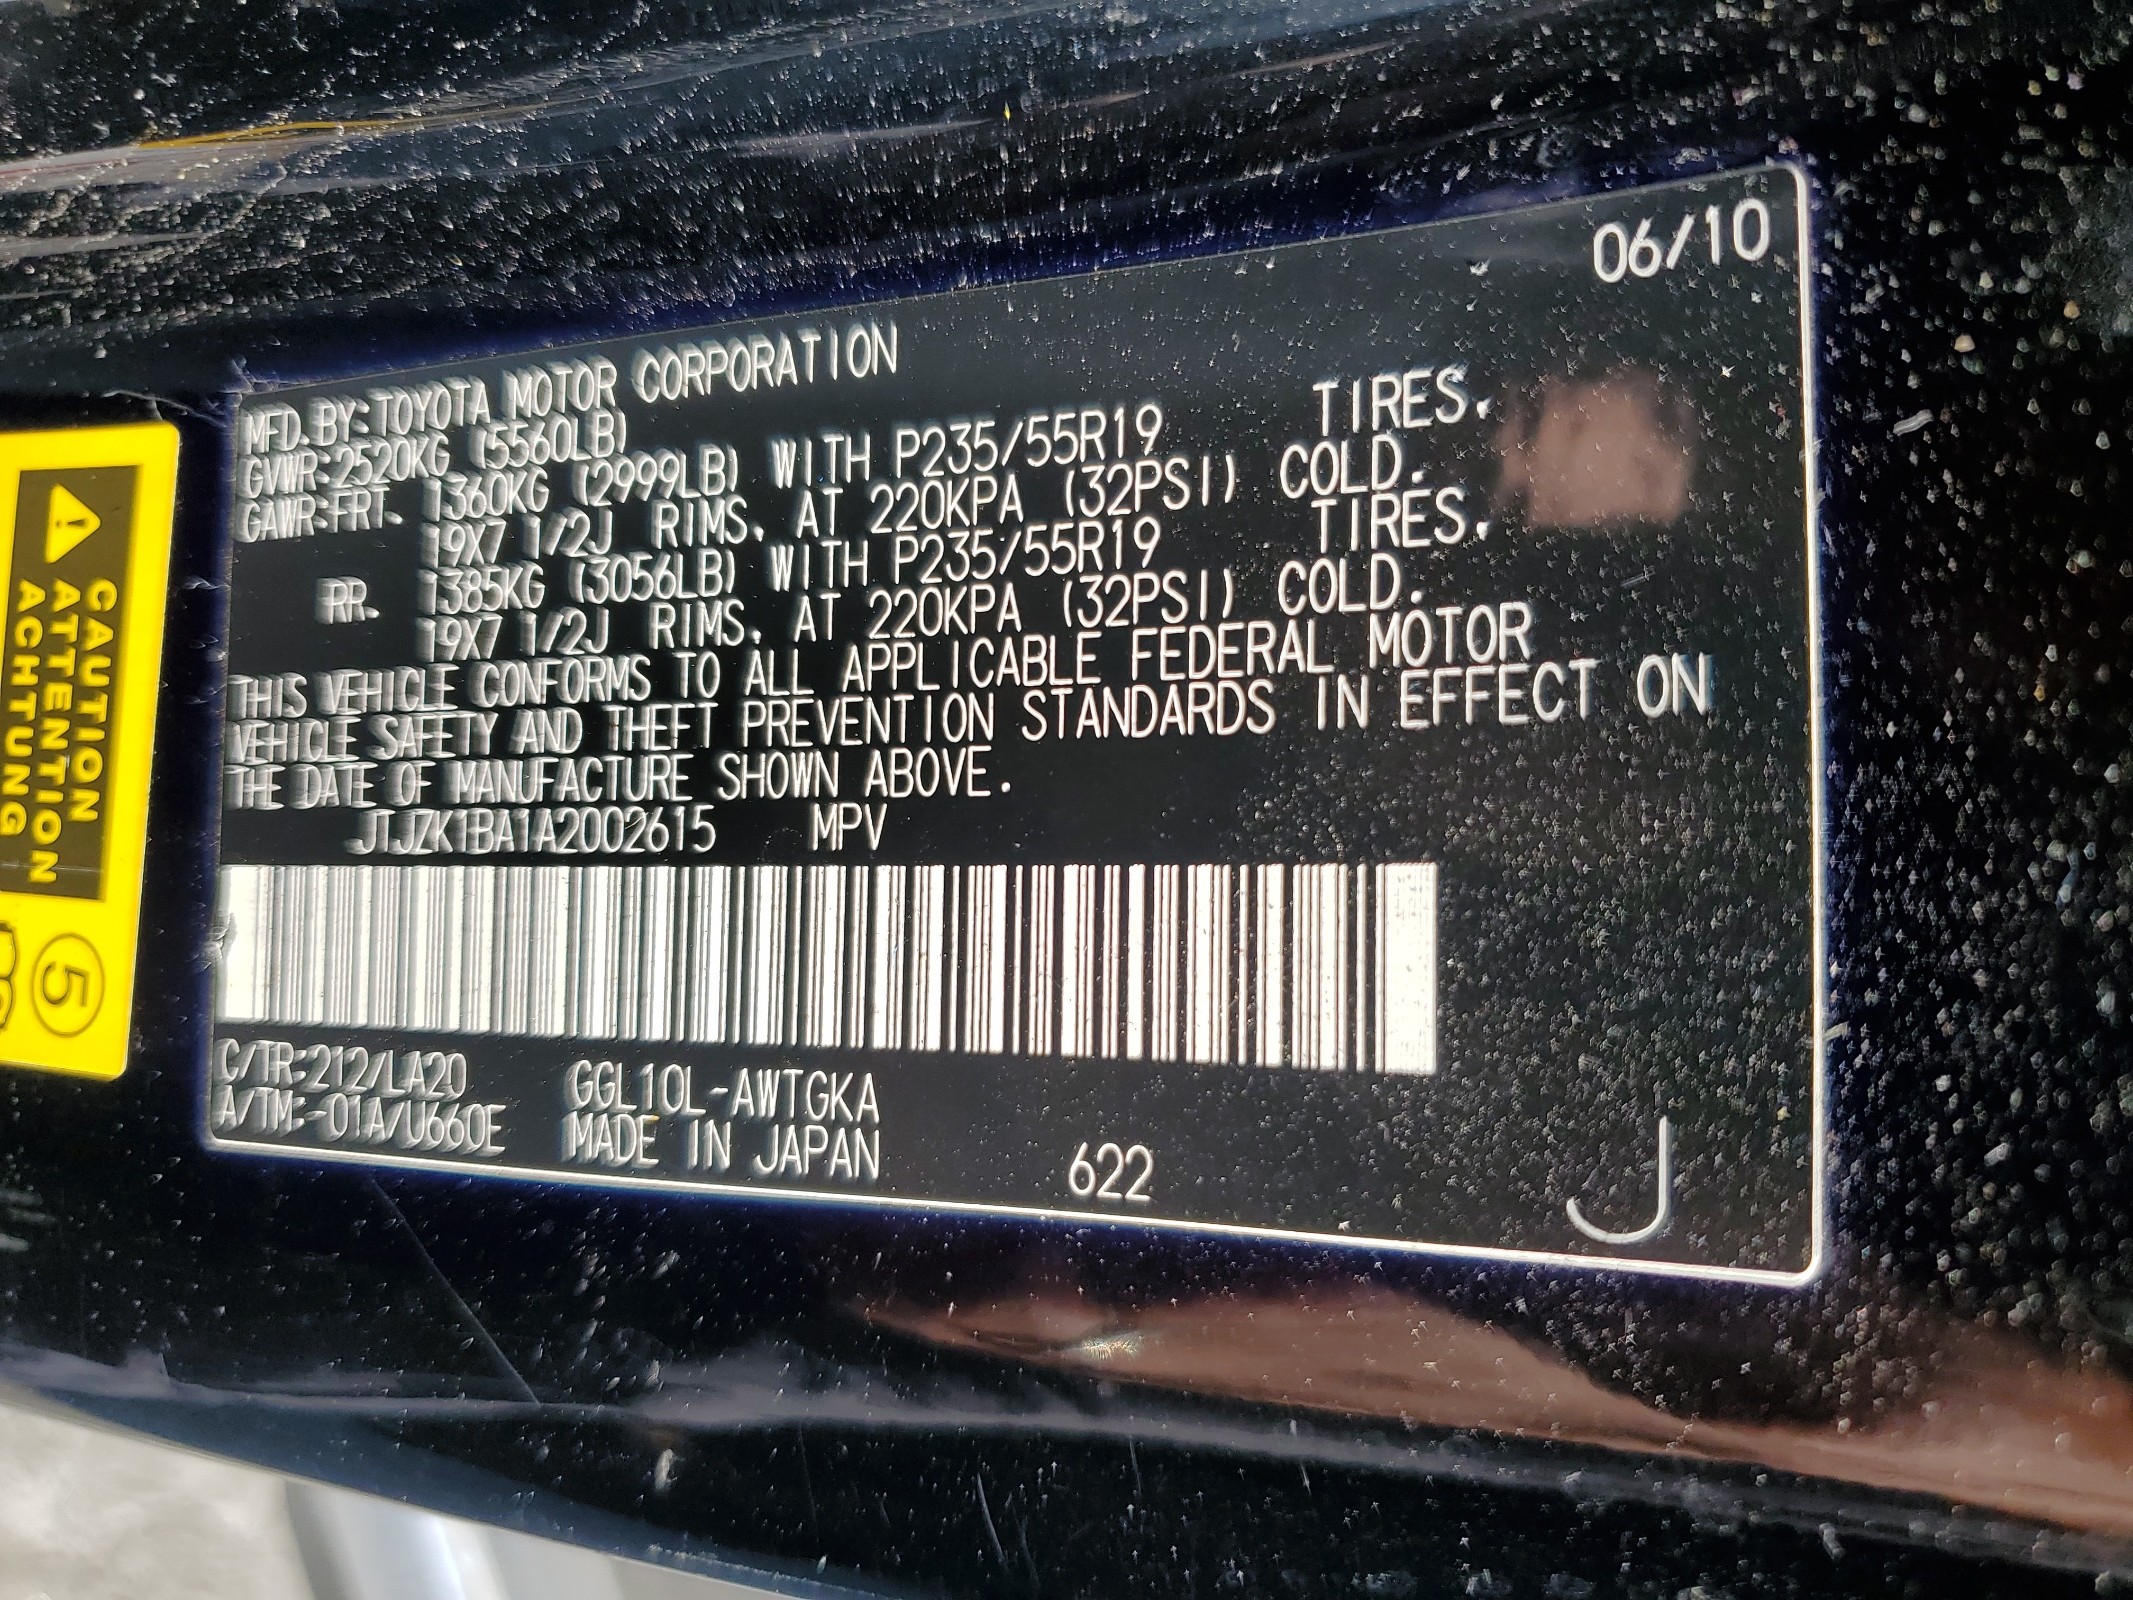 06/10
MFD.BY:TOYOTA MOTOR CORPORATION
GVWR:2520KG (5560LB)
GAWR:FRT. 1360KG (2999LB) WITH P235/55R19 TIRES.
19X7 1/2J RIMS. AT 220KPA (32PSI) COLD.
RR. 1385KG (3056LB) WITH P235/55R19 TIRES.
19X7 1/2J RIMS. AT 220KPA (32PSI) COLD.
THIS VEHICLE CONFORMS TO ALL APPLICABLE FEDERAL MOTOR
VEHICLE SAFETY AND THEFT PREVENTION STANDARDS IN EFFECT ON
THE DATE OF MANUFACTURE SHOWN ABOVE.
JTJZK1BA1A2002615 MPV
C/TR:212/LA20 GGL10L-AWTGKA
A/TM:-01A/U660E MADE IN JAPAN 622
J
CAUTION
ATTENTION
ACHTUNG
5